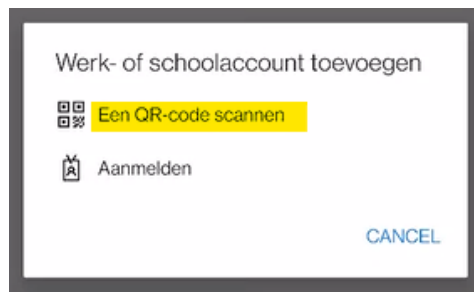 Werk- of schoolaccount toevoegen
Een QR-code scannen
Aanmelden
CANCEL